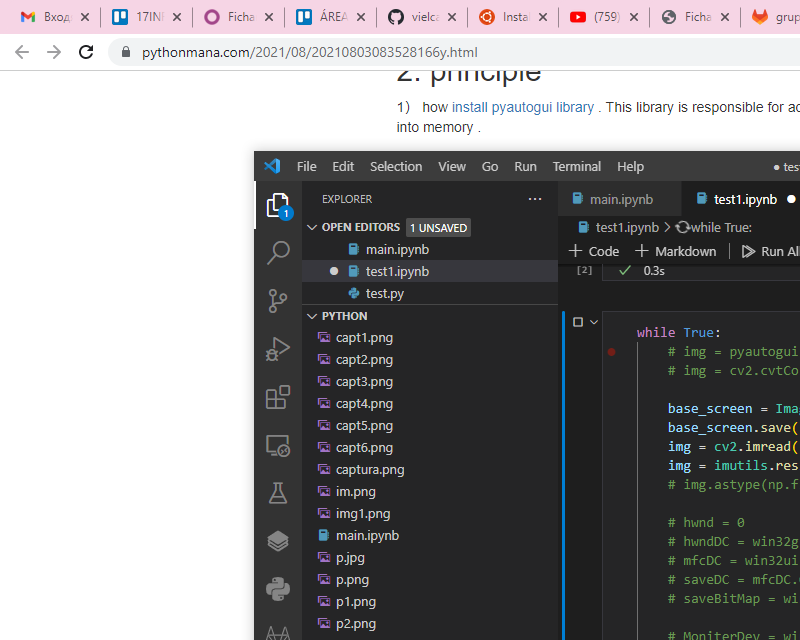 Вход
17INF
Ficha
ÁREA
vielca
Insta
(759)
Ficha
grup
pythonmana.com/2021/08/20210803083528166y.html
2. principle
1） how install pyautogui library . This library is responsible for
into memory .
File Edit Selection View Go Run Terminal Help
EXPLORER
main.ipynb
test1.ipynb
OPEN EDITORS
1 UNSAVED
test1.ipynb > while True:
main.ipynb
+ Code + Markdown Run All
test1.ipynb
[2] 0.3s
test.py
PYTHON
capt1.png
capt2.png
capt3.png
capt4.png
capt5.png
capt6.png
captura.png
im.png
img1.png
main.ipynb
p.jpg
p.png
p1.png
p2.png
1
while True:
# img = pyautogui
# img = cv2.cvtCo
base_screen = Ima
base_screen.save(
img = cv2.imread(
img = imutils.res
# img.astype(np.f
# hwnd = 0
# hwndDC = win32g
# mfcDC = win32ui
# saveDC = mfcDC.
# saveBitMap = wi
# MoniterDev = wi